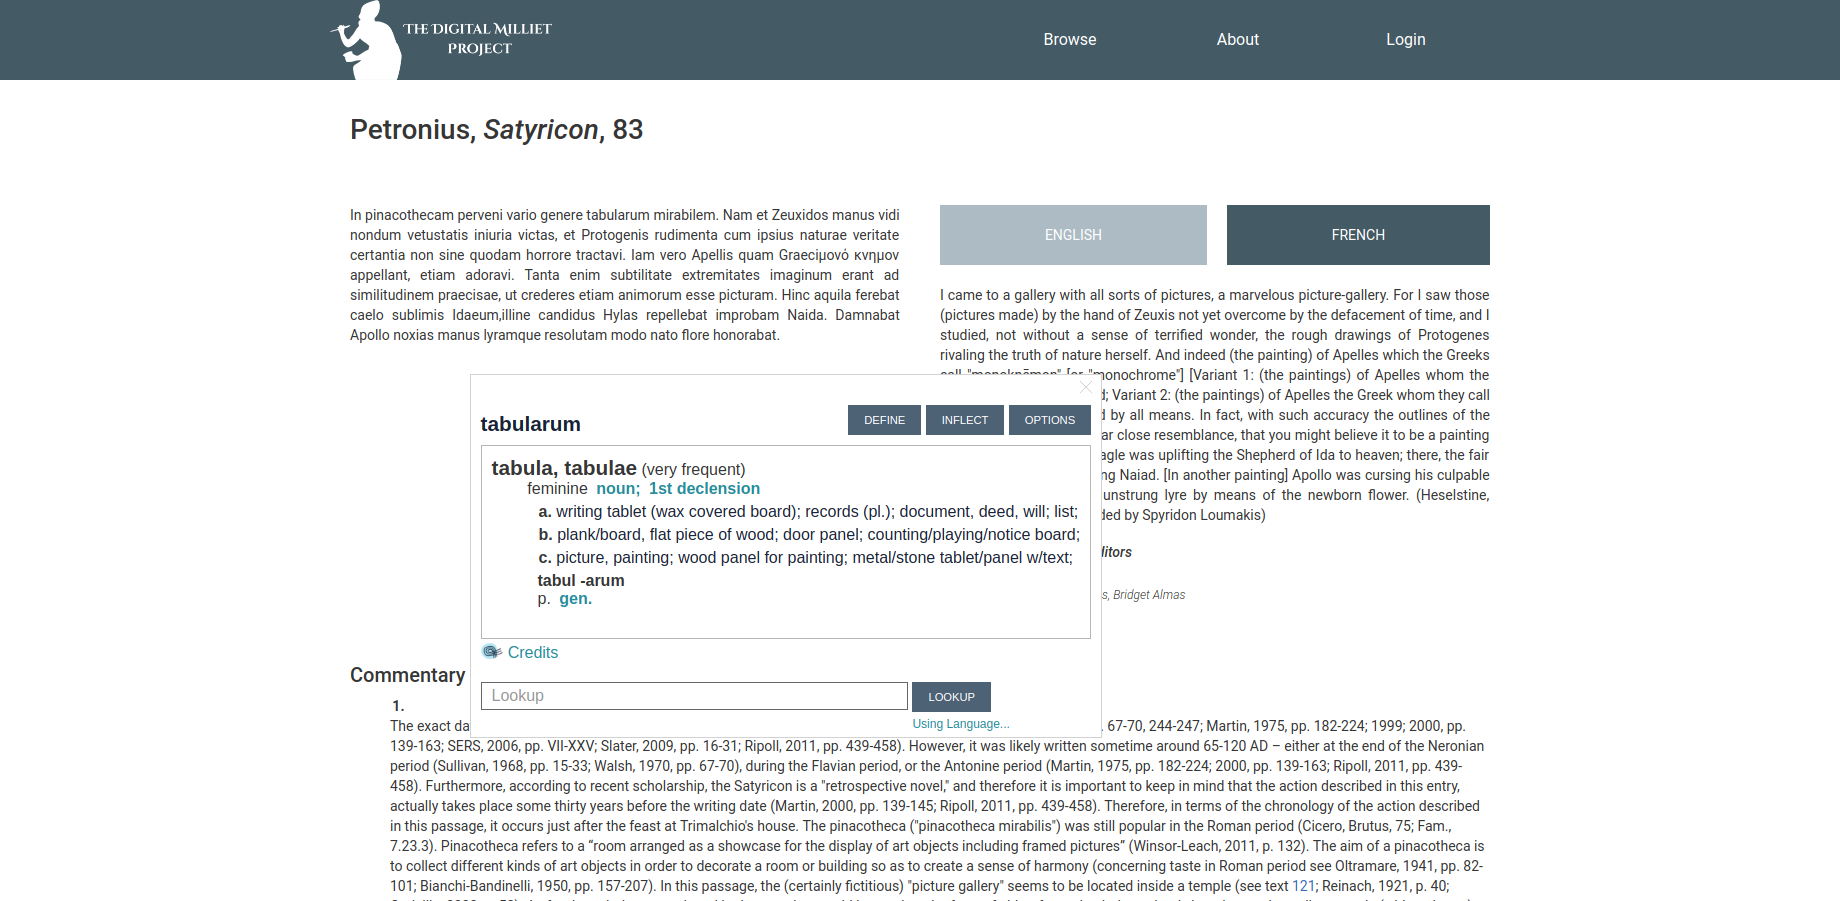 THE DIGITAL MILLIET
PROJECT
Browse
About
Login
Petronius, Satyricon, 83
In pinacothecam perveni vario genere tabularum mirabilem. Nam et Zeuxidos manus vidi
nondum vetustatis iniuria victas, et Protogenis rudimenta cum ipsius naturae veritate
certantia non sine quodam horrore tractavi. Iam vero Apellis quam Graeciμονό κνημον
appellant, etiam adoravi. Tanta enim subtilitate extremitates imaginum erant ad
similitudinem praecisae, ut crederes etiam animorum esse picturam. Hinc aquila ferebat
caelo sublimis Idaeum,illine candidus Hylas repellebat improbam Naida. Damnabat
Apollo noxias manus lyramque resolutam modo nato flore honorabat.
ENGLISH
FRENCH
I came to a gallery with all sorts of pictures, a marvelous picture-gallery. For I saw those
(pictures made) by the hand of Zeuxis not yet overcome by the defacement of time, and I
studied, not without a sense of terrified wonder, the rough drawings of Protogenes
rivaling the truth of nature herself. And indeed (the painting) of Apelles which the Greeks
call "monoknēmon" [or "monochrome"] [Variant 1: (the paintings) of Apelles whom the
; Variant 2: (the paintings) of Apelles the Greek whom they call
by all means. In fact, with such accuracy the outlines of the
close resemblance, that you might believe it to be a painting
was uplifting the Shepherd of Ida to heaven; there, the fair
Naiad. [In another painting] Apollo was cursing his culpable
unstrung lyre by means of the newborn flower. (Heselstine,
by Spyridon Loumakis)
ditors
s, Bridget Almas
tabularum
DEFINE
INFLECT
OPTIONS
tabula, tabulae (very frequent)
feminine noun; 1st declension
a. writing tablet (wax covered board); records (pl.); document, deed, will; list;
b. plank/board, flat piece of wood; door panel; counting/playing/notice board;
c. picture, painting; wood panel for painting; metal/stone tablet/panel w/text;
tabul -arum
p. gen.
Credits
Lookup
LOOKUP
Using Language...
Commentary
1.
The exact da . 67-70, 244-247; Martin, 1975, pp. 182-224; 1999; 2000, pp.
139-163; SERS, 2006, pp. VII-XXV; Slater, 2009, pp. 16-31; Ripoll, 2011, pp. 439-458). However, it was likely written sometime around 65-120 AD – either at the end of the Neronian
period (Sullivan, 1968, pp. 15-33; Walsh, 1970, pp. 67-70), during the Flavian period, or the Antonine period (Martin, 1975, pp. 182-224; 2000, pp. 139-163; Ripoll, 2011, pp. 439-
458). Furthermore, according to recent scholarship, the Satyricon is a "retrospective novel," and therefore it is important to keep in mind that the action described in this entry,
actually takes place some thirty years before the writing date (Martin, 2000, pp. 139-145; Ripoll, 2011, pp. 439-458). Therefore, in terms of the chronology of the action described
in this passage, it occurs just after the feast at Trimalchio's house. The pinacotheca ("pinacotheca mirabilis") was still popular in the Roman period (Cicero, Brutus, 75; Fam.,
7.23.3). Pinacotheca refers to a “room arranged as a showcase for the display of art objects including framed pictures” (Winsor-Leach, 2011, p. 132). The aim of a pinacotheca is
to collect different kinds of art objects in order to decorate a room or building so as to create a sense of harmony (concerning taste in Roman period see Oltramare, 1941, pp. 82-
101; Bianchi-Bandinelli, 1950, pp. 157-207). In this passage, the (certainly fictitious) "picture gallery" seems to be located inside a temple (see text 121; Reinach, 1921, p. 40;